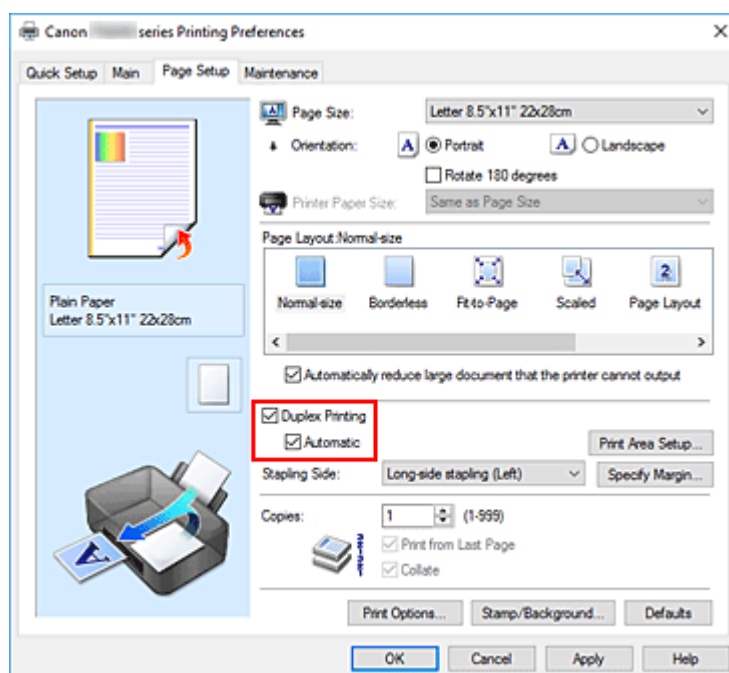 Canon series Printing Preferences
Quick Setup Main Page Setup Maintenance
Page Size: Letter 8.5"x11" 22x28cm
Orientation: A Portrait A Landscape
Rotate 180 degrees
Printer Paper Size: Same as Page Size
Page Layout:Normal-size
2
Normal-size Borderless Fit-to-Page Scaled Page Layout
Plain Paper
Letter 8.5"x11" 22x28cm
Automatically reduce large document that the printer cannot output
Duplex Printing
Automatic
Print Area Setup...
Stapling Side: Long-side stapling (Left) Specify Margin...
Copies: 1 (1-999)
Print from Last Page
Collate
A
Print Options... Stamp/Background... Defaults
OK Cancel Apply Help